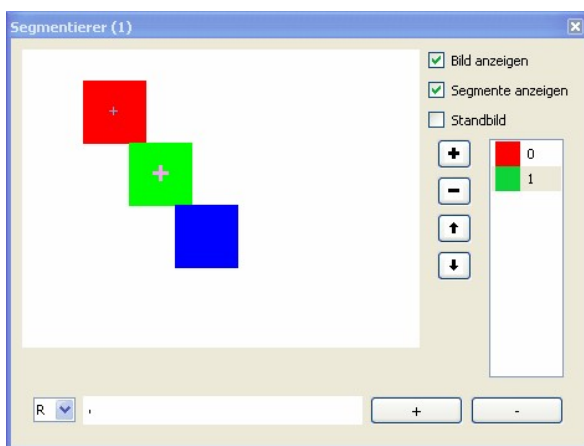 Segmentierer (1)
Bild anzeigen
Segmente anzeigen
Standbild
0
1
R
+
-